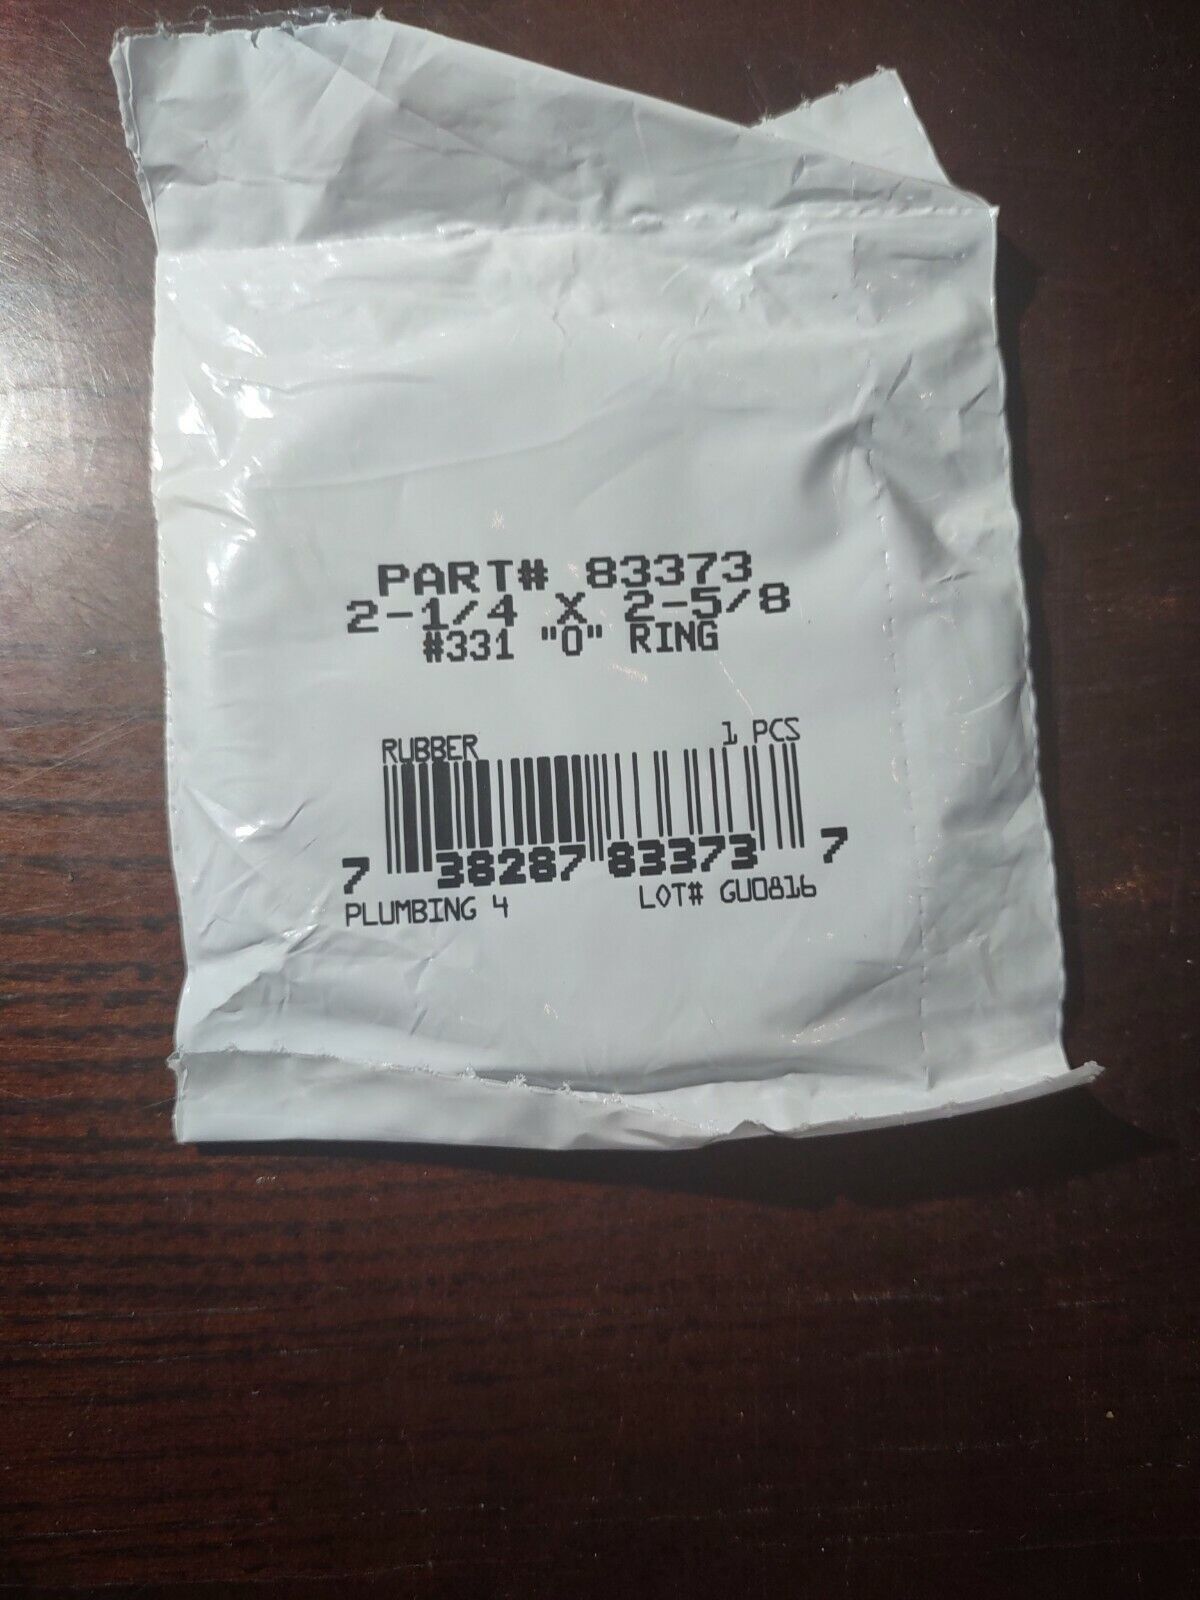 PART# 83373
2-1/4 X 2-5/8
#331 "O" RING
RUBBER 1 PCS
7 38287 83373 7
PLUMBING 4 LOT# GU0816